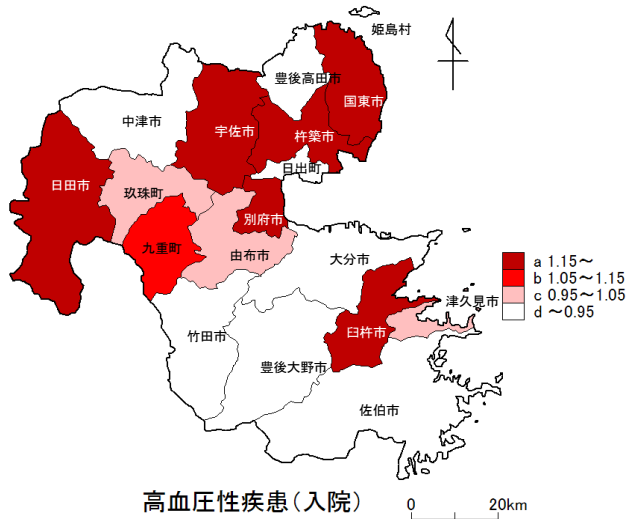 姫島村
豊後高田市
国東市
中津市
宇佐市
杵築市
日出町
日田市
玖珠町
別府市
九重町
由布市
大分市
a 1.15～
b 1.05～1.15
c 0.95～1.05
d ～0.95
津久見市
臼杵市
竹田市
豊後大野市
佐伯市
高血圧性疾患（入院）
0 20km